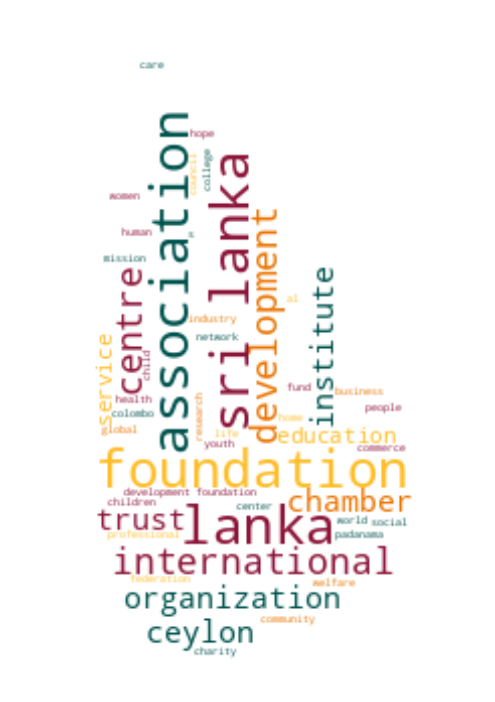 care
association
hope
council
college
sri lanka
women
development
human
s
mission
centre
institute
al
industry
service
network
child
fund
business
health
research
people
colombo
home
global
life
education
youth
commerce
foundation
development foundation
children
chamber
center
trust
lanka
world
social
professional
padanama
international
federation
welfare
organization
community
ceylon
charity